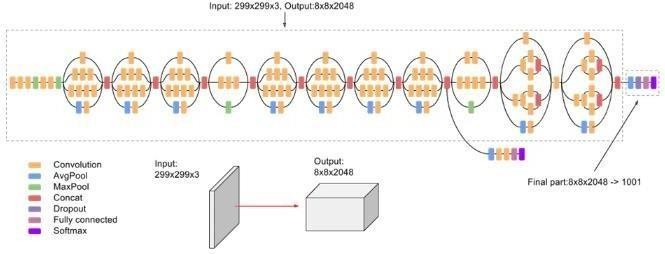 Input: 299x299x3, Output:8x8x2048
Convolution
AvgPool
MaxPool
Concat
Dropout
Fully connected
Softmax
Input:
299x299x3
Output:
8x8x2048
Final part:8x8x2048 -> 1001